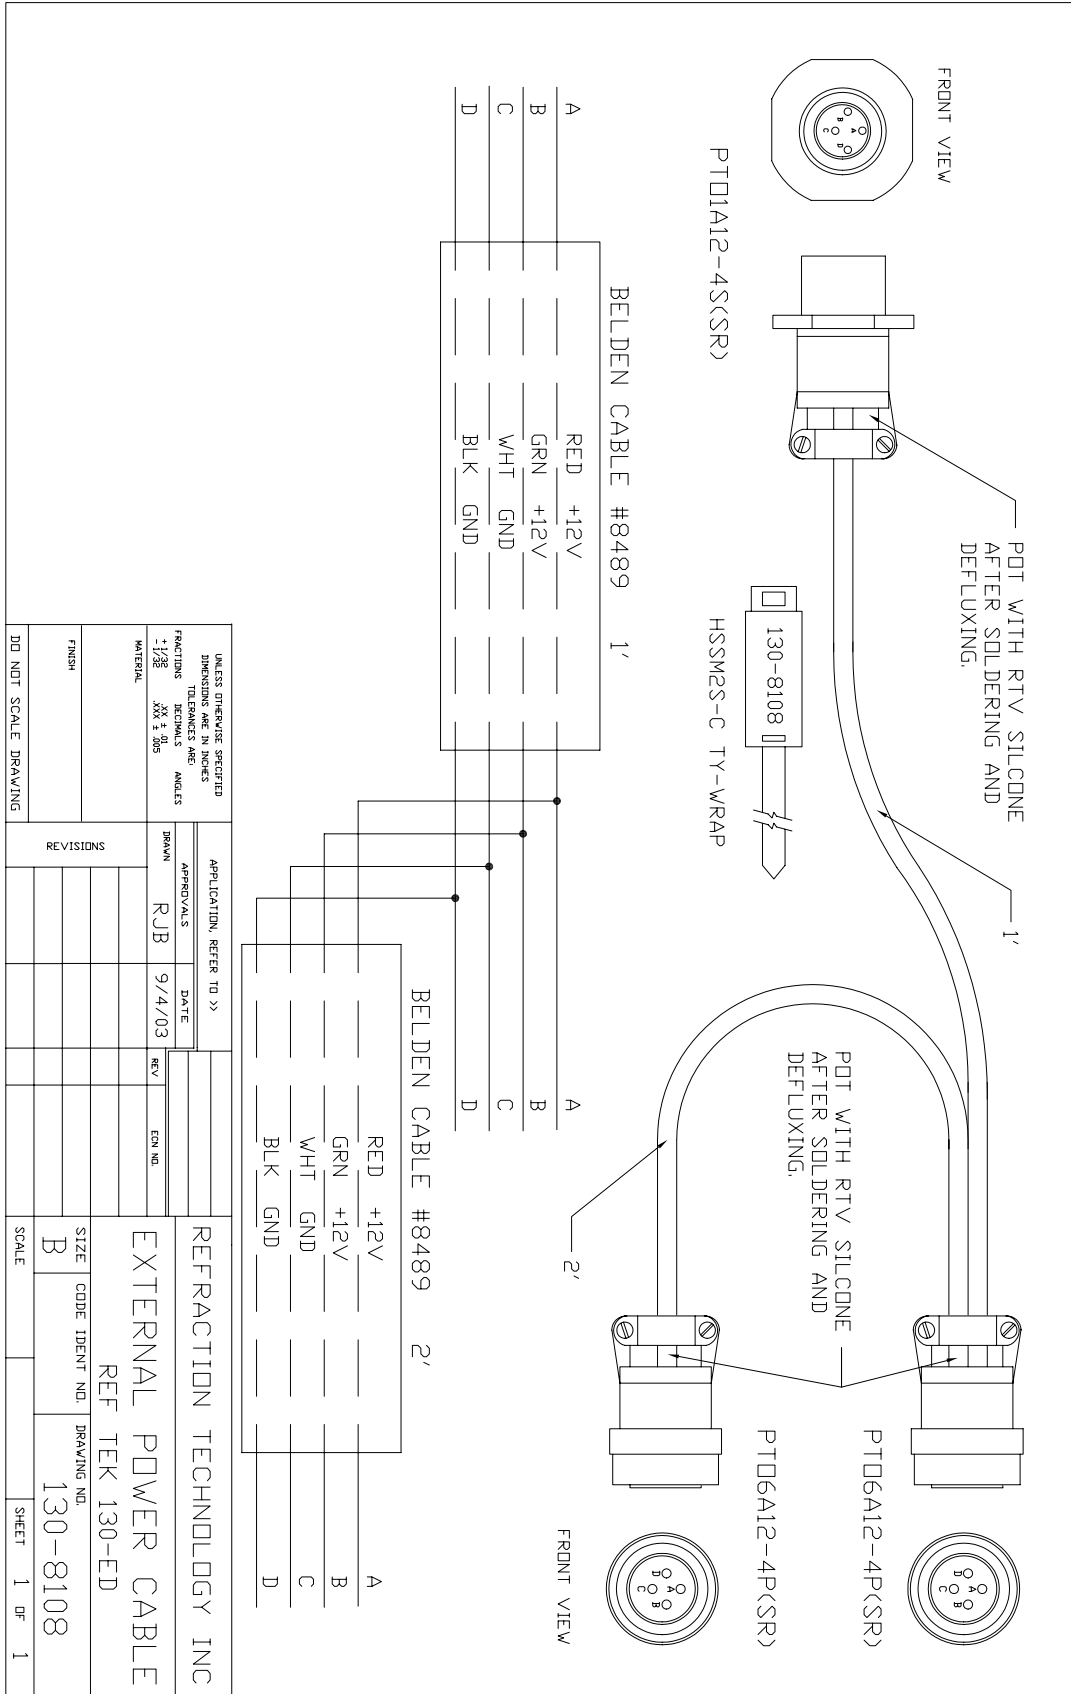 FRONT VIEW
PT01A12-4S(SR)
A
B
C
D
POT WITH RTV SILCONE
AFTER SOLDERING AND
DEFLUXING.
1′
130-8108
HSSM2S-C TY-WRAP
POT WITH RTV SILCONE
AFTER SOLDERING AND
DEFLUXING.
2′
PT06A12-4P(SR)
A
B
C
D
PT06A12-4P(SR)
A
B
C
D
FRONT VIEW
BELDEN CABLE #8489 1′
A RED +12V A
B GRN +12V B
C WHT GND C
D BLK GND D
BELDEN CABLE #8489 2′
RED +12V A
GRN +12V B
WHT GND C
BLK GND D
UNLESS OTHERWISE SPECIFIED
DIMENSIONS ARE IN INCHES
TOLERANCES ARE:
FRACTIONS DECIMALS ANGLES
+ 1/32 .XX ± .01
- 1/32 .XXX ± .005
MATERIAL
FINISH
DO NOT SCALE DRAWING
APPLICATION, REFER TO >>
APPROVALS DATE
DRAWN RJB 9/4/03
REVISIONS
REV ECN NO.
REFRACTION TECHNOLOGY INC
EXTERNAL POWER CABLE
REF TEK 130-ED
SIZE CODE IDENT NO. DRAWING NO.
B 130-8108
SCALE SHEET 1 OF 1